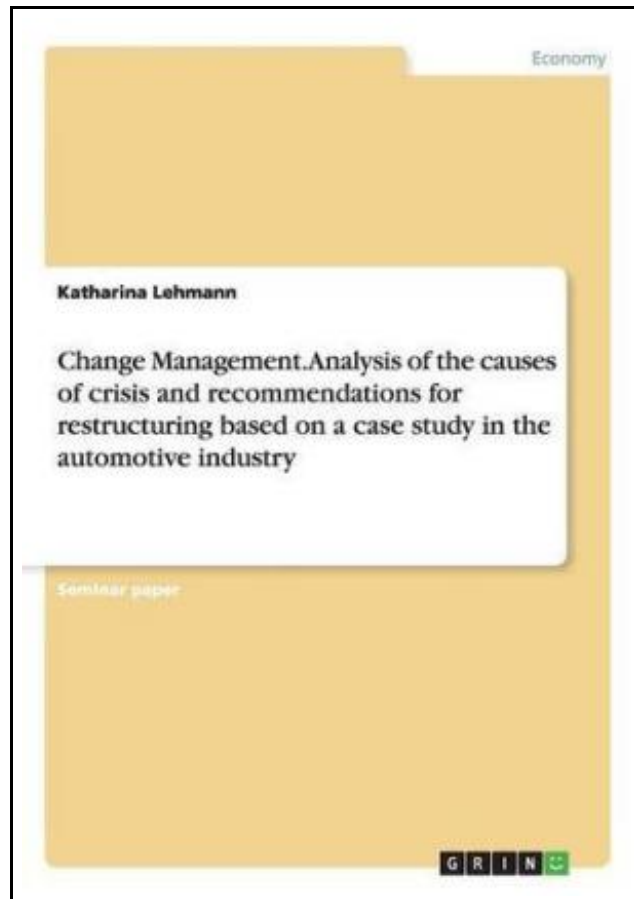 Economy
Katharina Lehmann
Change Management.Analysis of the causes
of crisis and recommendations for
restructuring based on a case study in the
automotive industry
Seminar paper
GRIN